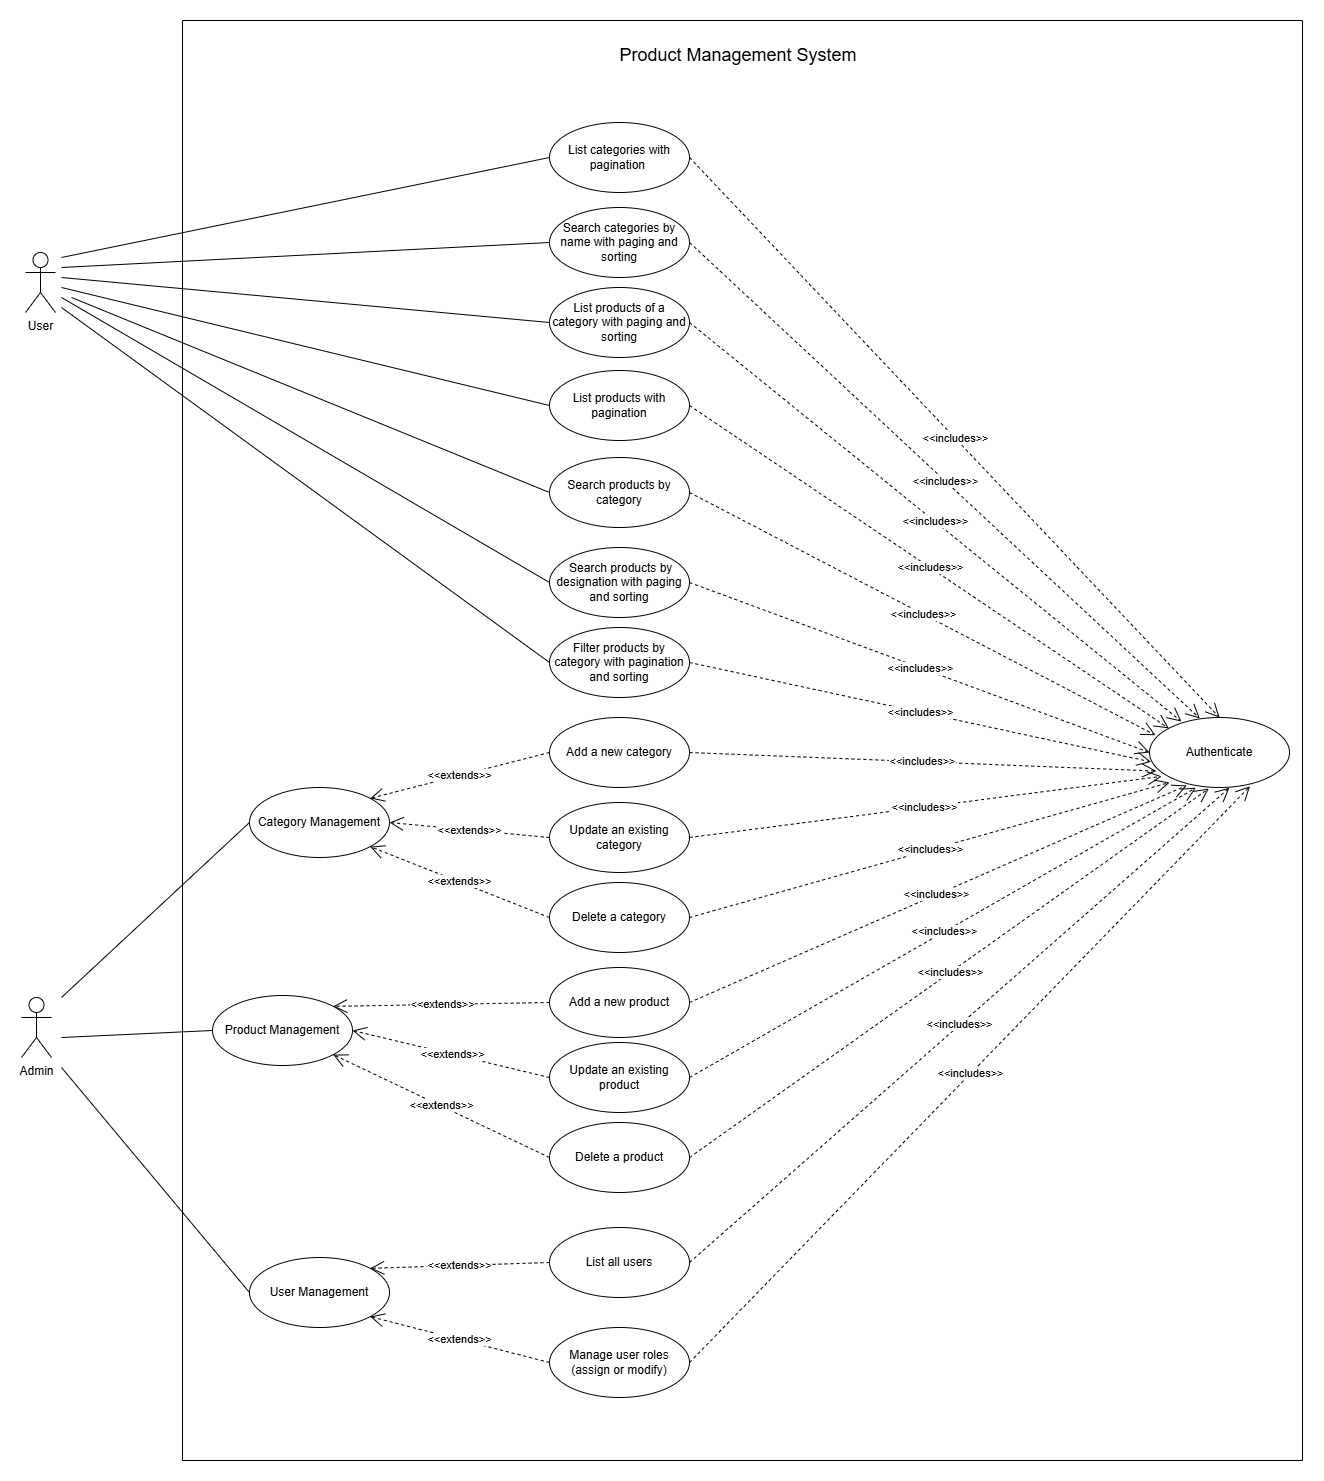 Product Management System
List categories with
pagination
Search categories by
name with paging and
sorting
User
List products of a
category with paging and
sorting
List products with
pagination
<<includes>>
Search products by
category
<<includes>>
<<includes>>
Search products by
designation with paging
and sorting
<<includes>>
<<includes>>
Filter products by
category with pagination
and sorting
<<includes>>
<<includes>>
Add a new category
Authenticate
<<extends>>
<<includes>>
Category Management
<<extends>>
Update an existing
category
<<includes>>
<<includes>>
<<extends>>
Delete a category
<<includes>>
<<includes>>
<<includes>>
Add a new product
<<extends>>
Product Management
<<includes>>
Admin
<<extends>>
Update an existing
product
<<includes>>
<<extends>>
Delete a product
List all users
<<extends>>
User Management
<<extends>>
Manage user roles
(assign or modify)